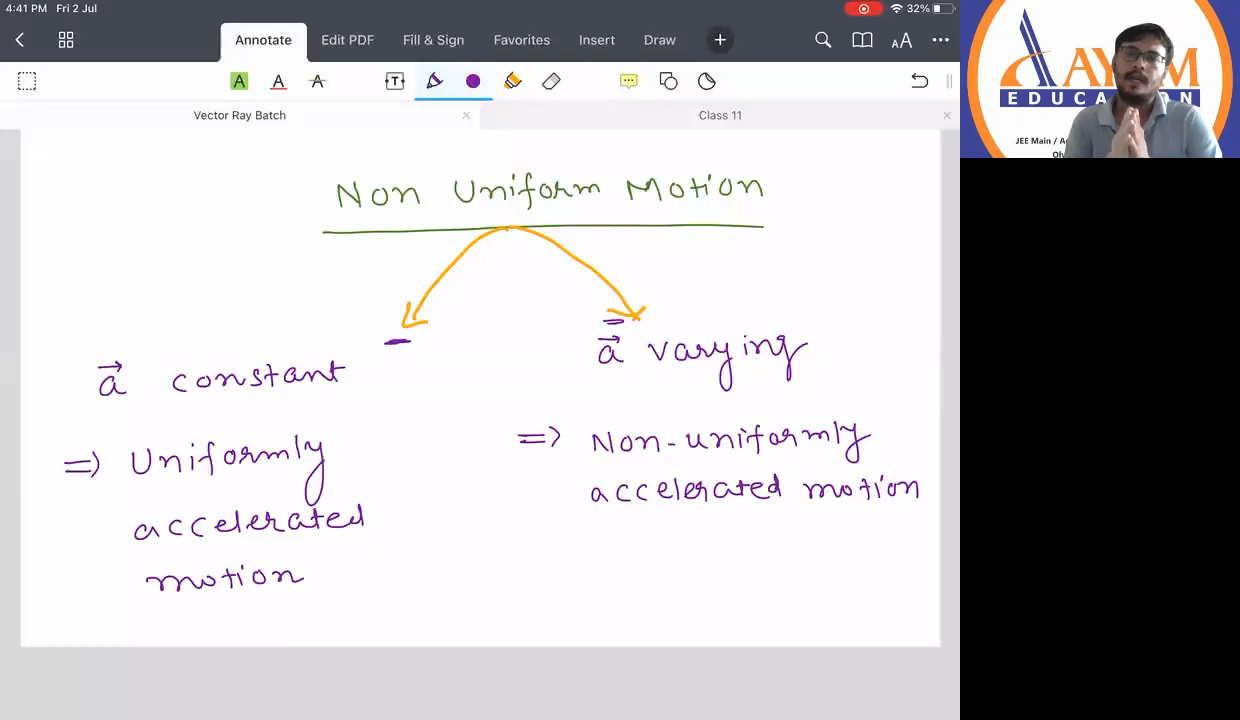 4:41 PM Fri 2 Jul
32%
Annotate Edit PDF Fill & Sign Favorites Insert Draw
Vector Ray Batch
Class 11
Non Uniform Motion
a constant
a varying
=> Uniformly
accelerated
motion
=> Non-uniformly
accelerated motion
EDUCA
N
JEE Main /